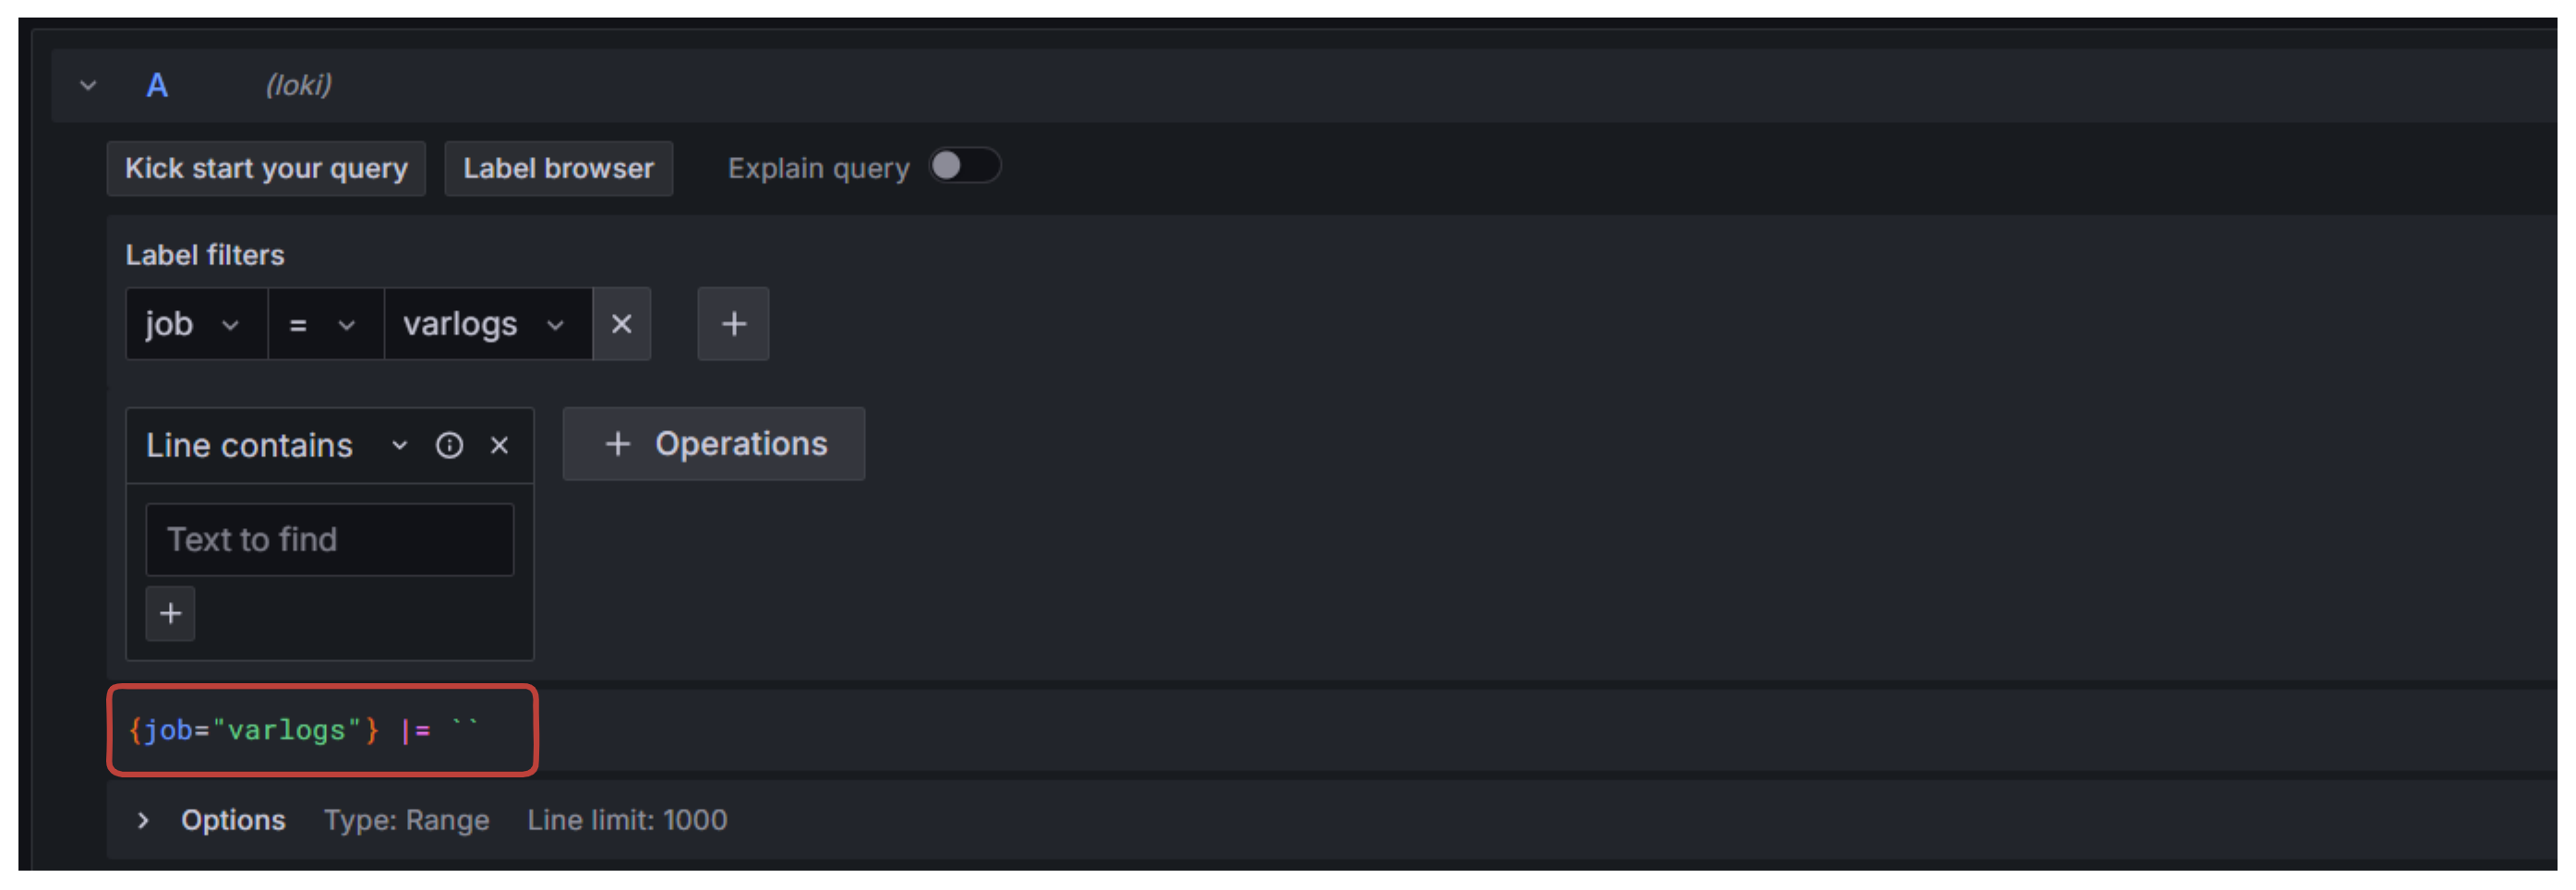 A (loki)
Kick start your query Label browser Explain query
Label filters
job = varlogs
Line contains + Operations
Text to find
+
{job="varlogs"} |= ``
Options Type: Range Line limit: 1000